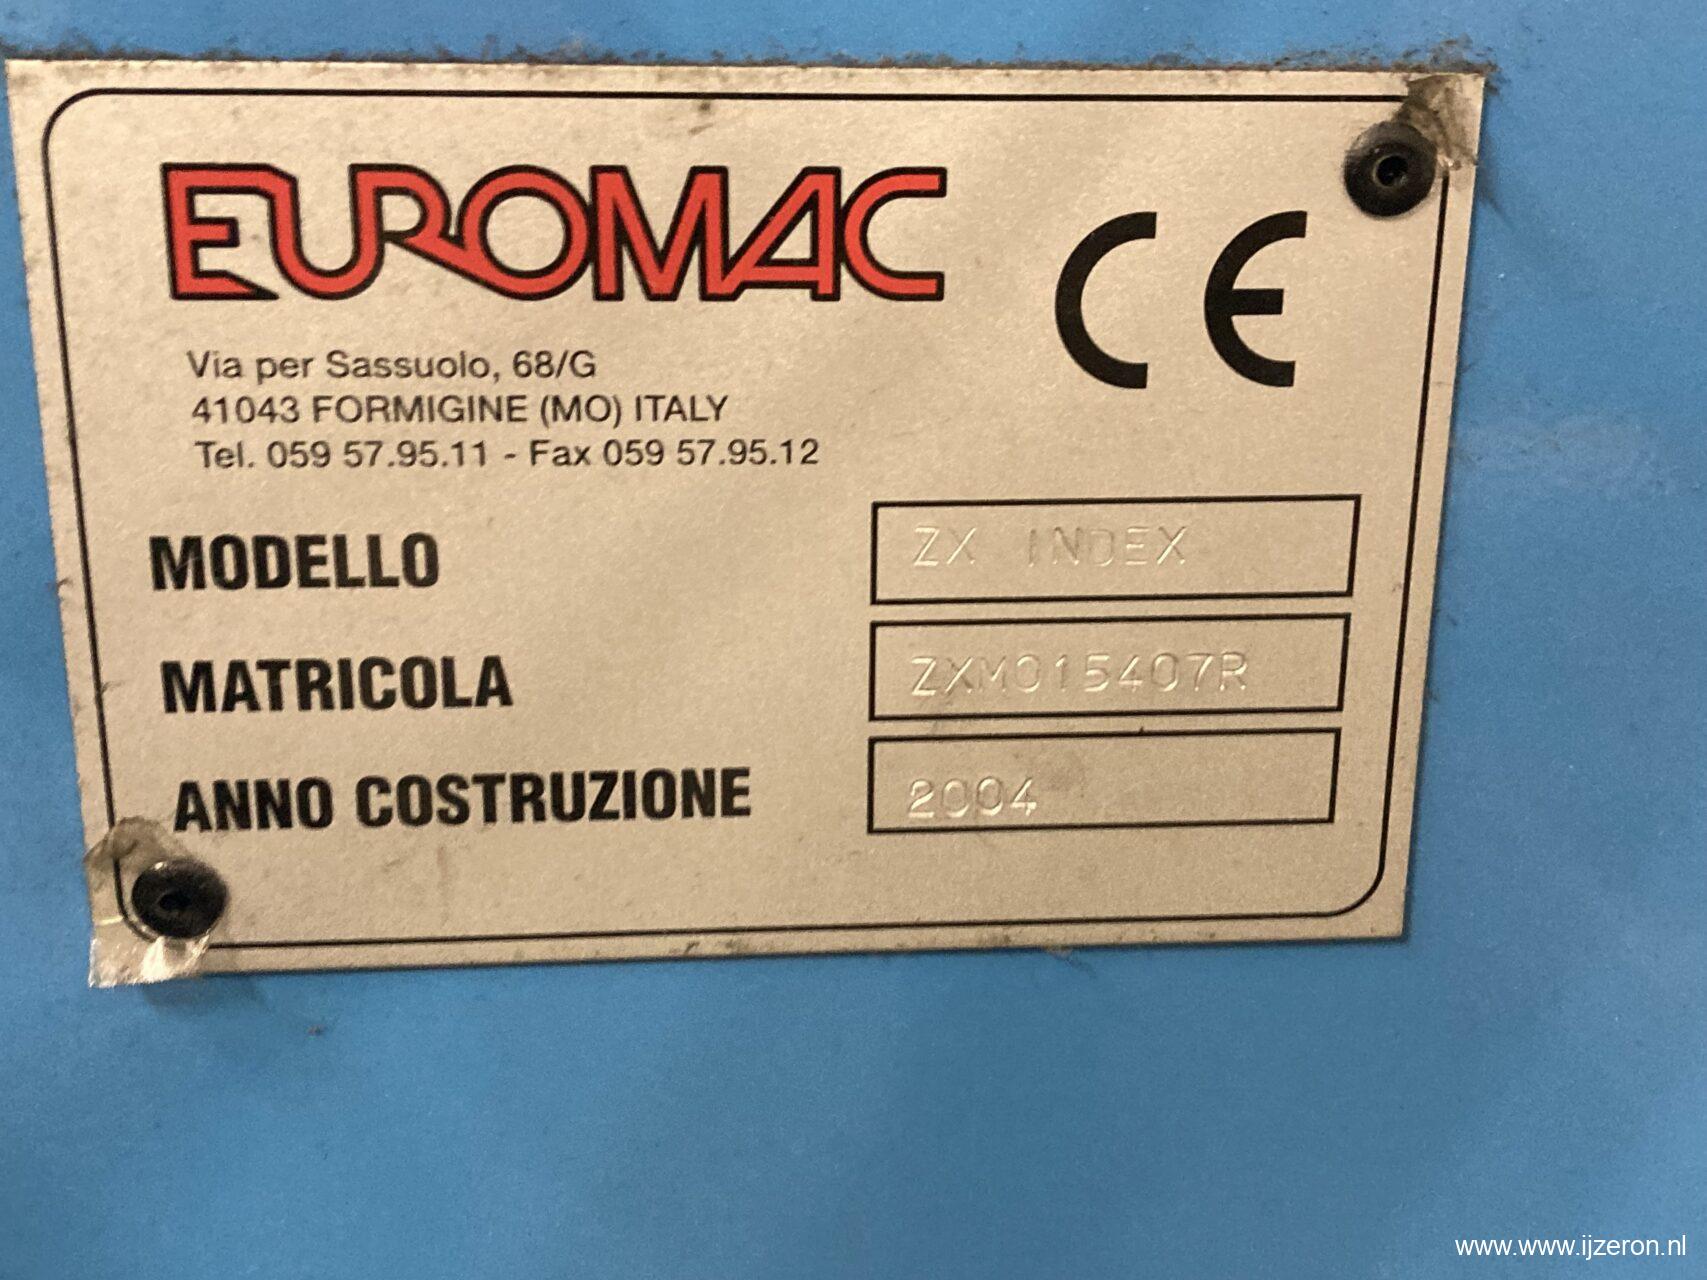 EUROMAC
CE
Via per Sassuolo, 68/G
41043 FORMIGINE (MO) ITALY
Tel. 059 57.95.11 - Fax 059 57.95.12
MODELLO ZX INDEX
MATRICOLA ZXM015407R
ANNO COSTRUZIONE 2004
www.www.ijzeron.nl